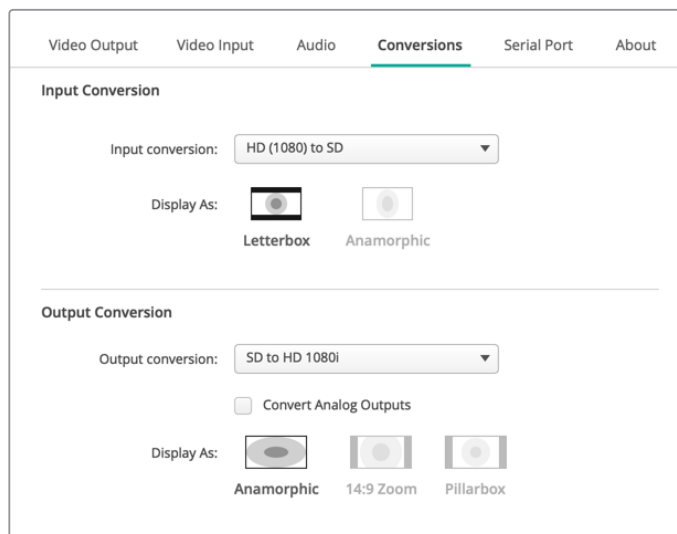 Video Output Video Input Audio Conversions Serial Port About
Input Conversion
Input conversion: HD (1080) to SD
Display As:
Letterbox Anamorphic
Output Conversion
Output conversion: SD to HD 1080i
Convert Analog Outputs
Display As:
Anamorphic 14:9 Zoom Pillarbox